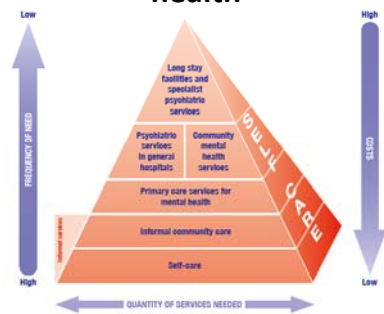 health
Low
High
Long stay
facilities and
specialist
psychiatric
services
Psychiatric
services
in general
hospitals
Community
mental
health
services
Primary care services for
mental health
Informal community care
Self-care
SELF CARE
Informal services
FREQUENCY OF NEED
COSTS
High
Low
QUANTITY OF SERVICES NEEDED